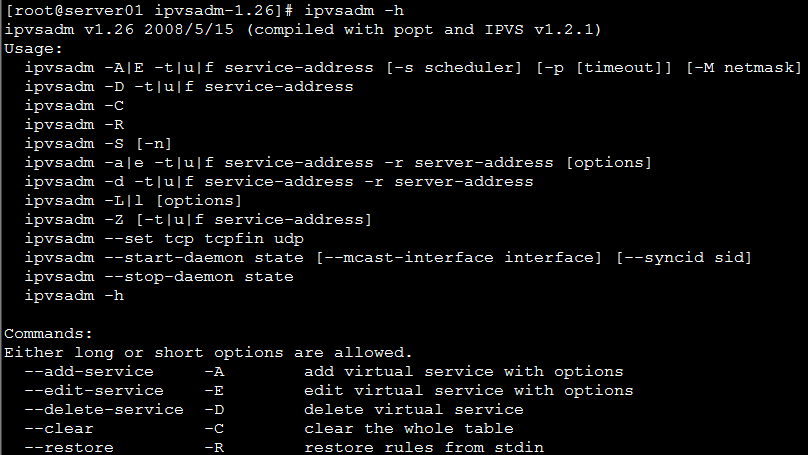 [root@server01 ipvsadm-1.26]# ipvsadm -h
ipvsadm v1.26 2008/5/15 (compiled with popt and IPVS v1.2.1)
Usage:
  ipvsadm -A|E -t|u|f service-address [-s scheduler] [-p [timeout]] [-M netmask]
  ipvsadm -D -t|u|f service-address
  ipvsadm -C
  ipvsadm -R
  ipvsadm -S [-n]
  ipvsadm -a|e -t|u|f service-address -r server-address [options]
  ipvsadm -d -t|u|f service-address -r server-address
  ipvsadm -L|l [options]
  ipvsadm -Z [-t|u|f service-address]
  ipvsadm --set tcp tcpfin udp
  ipvsadm --start-daemon state [--mcast-interface interface] [--syncid sid]
  ipvsadm --stop-daemon state
  ipvsadm -h

Commands:
Either long or short options are allowed.
  --add-service     -A        add virtual service with options
  --edit-service    -E        edit virtual service with options
  --delete-service  -D        delete virtual service
  --clear           -C        clear the whole table
  --restore         -R        restore rules from stdin